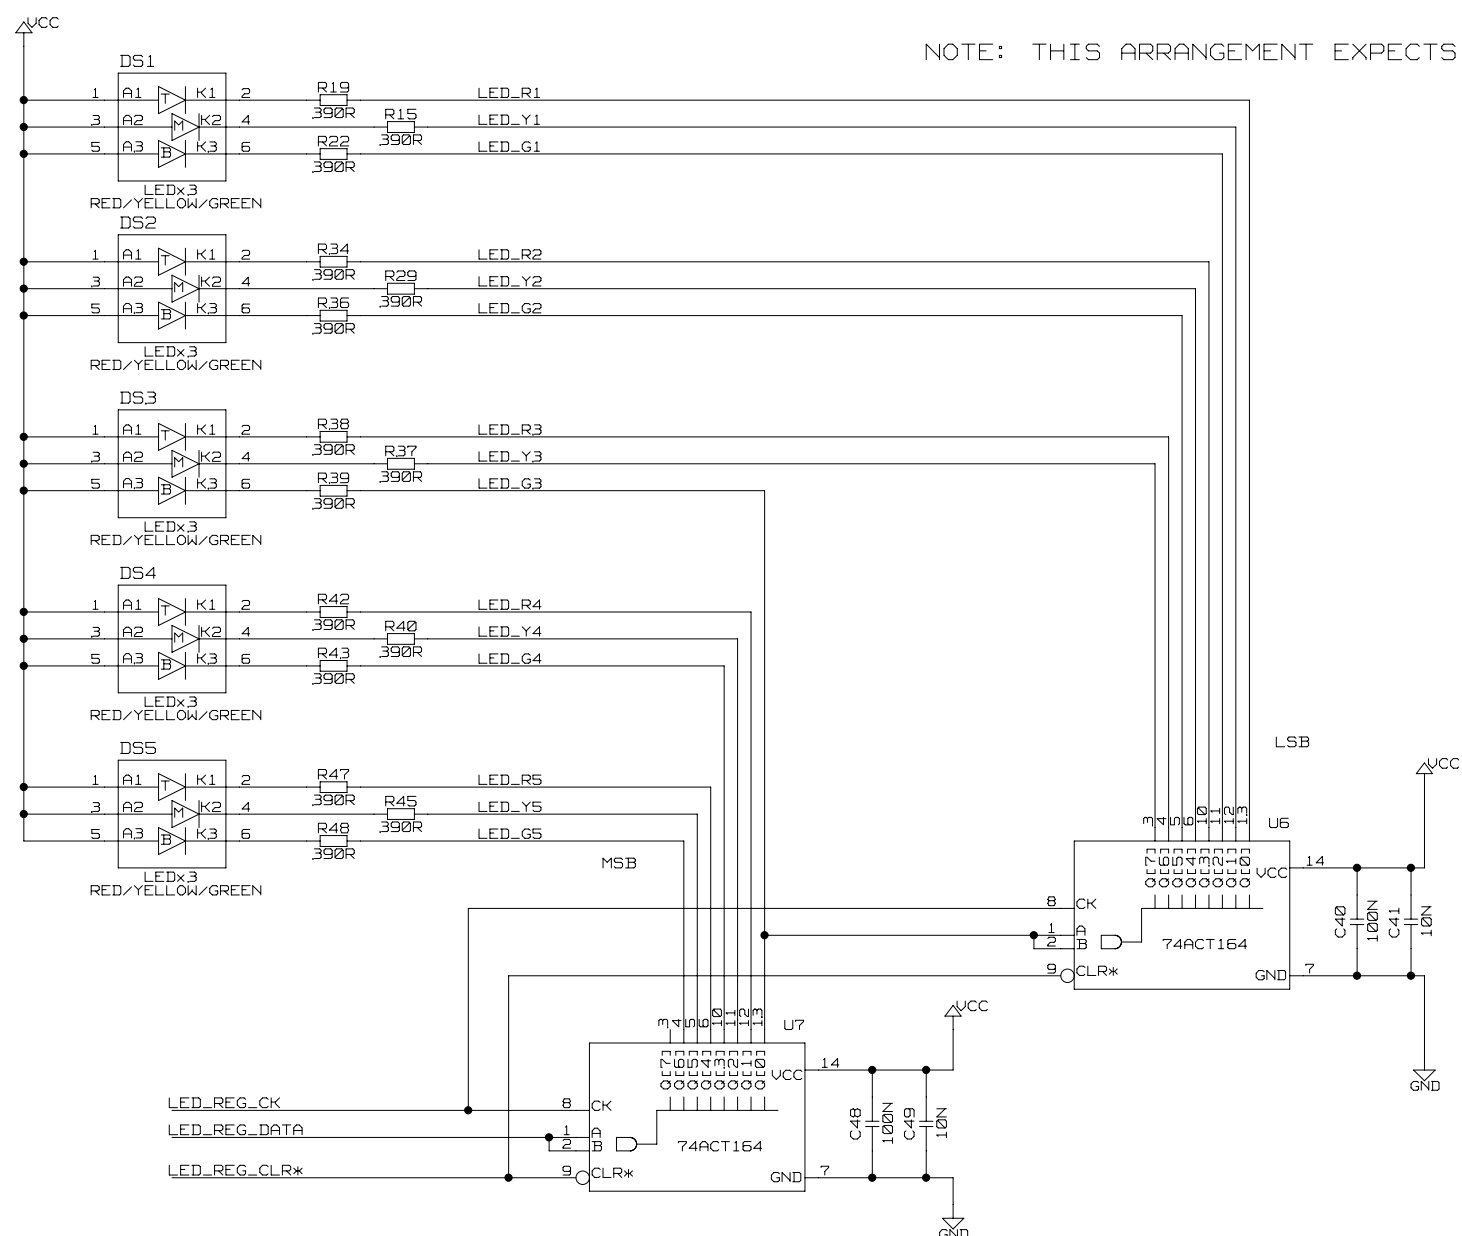 VCC
NOTE: THIS ARRANGEMENT EXPECTS
DS1
1 A1 T K1 2 R19 390R LED_R1
3 A2 M K2 4 R15 390R LED_Y1
5 A3 B K3 6 R22 390R LED_G1
LEDx3
RED/YELLOW/GREEN
DS2
1 A1 T K1 2 R34 390R LED_R2
3 A2 M K2 4 R29 390R LED_Y2
5 A3 B K3 6 R36 390R LED_G2
LEDx3
RED/YELLOW/GREEN
DS3
1 A1 T K1 2 R38 390R LED_R3
3 A2 M K2 4 R37 390R LED_Y3
5 A3 B K3 6 R39 390R LED_G3
LEDx3
RED/YELLOW/GREEN
DS4
1 A1 T K1 2 R42 390R LED_R4
3 A2 M K2 4 R40 390R LED_Y4
5 A3 B K3 6 R43 390R LED_G4
LEDx3
RED/YELLOW/GREEN
DS5
1 A1 T K1 2 R47 390R LED_R5
3 A2 M K2 4 R45 390R LED_Y5
5 A3 B K3 6 R48 390R LED_G5
LEDx3
RED/YELLOW/GREEN
LSB
VCC
MSB
3 4 5 6 10 11 12 13 U6
Q[7] Q[6] Q[5] Q[4] Q[3] Q[2] Q[1] Q[0] VCC 14
8 CK
1 A
2 B
74ACT164
9 CLR*
GND 7
C40 100N
C41 10N
GND
VCC
3 4 5 6 10 11 12 13 U7
Q[7] Q[6] Q[5] Q[4] Q[3] Q[2] Q[1] Q[0] VCC 14
LED_REG_CK 8 CK
LED_REG_DATA 1 A
2 B
74ACT164
LED_REG_CLR* 9 CLR*
GND 7
C48 100N
C49 10N
GND